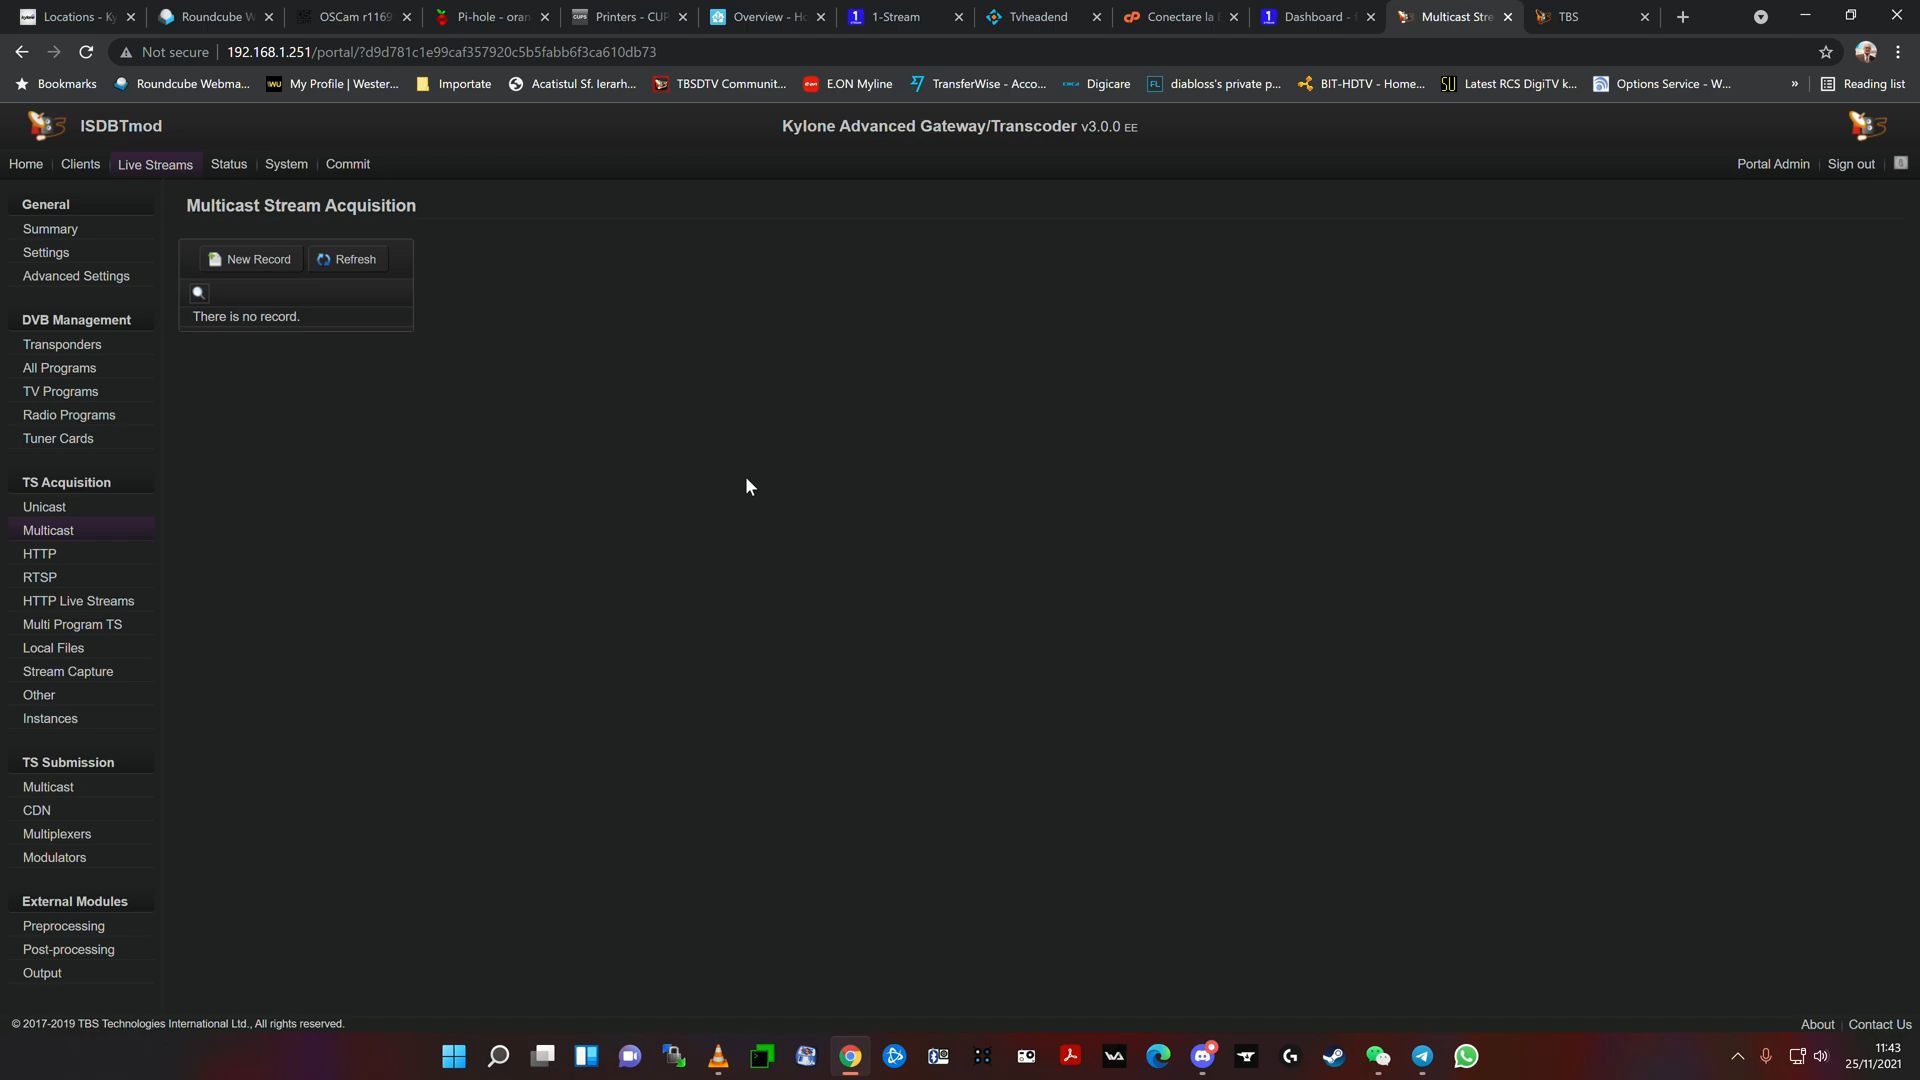 Locations - Ky
Roundcube W
OSCam r1169
Pi-hole - oran
CUPS Printers - CUP
Overview - Ho
1-Stream
Tvheadend
Conectare la
Dashboard -
Multicast Stre
TBS
Not secure 192.168.1.251/portal/?d9d781c1e99caf357920c5b5fabb6f3ca610db73
Bookmarks
Roundcube Webma...
My Profile | Wester...
Importate
Acatistul Sf. Ierarh...
TBSDTV Communit...
E.ON Myline
TransferWise - Acco...
Digicare
diabloss's private p...
BIT-HDTV - Home...
Latest RCS DigiTV k...
Options Service - W...
»
Reading list
ISDBTmod
Kylone Advanced Gateway/Transcoder v3.0.0 EE
Home Clients Live Streams Status System Commit
Portal Admin Sign out
General
Summary
Settings
Advanced Settings
DVB Management
Transponders
All Programs
TV Programs
Radio Programs
Tuner Cards
TS Acquisition
Unicast
Multicast
HTTP
RTSP
HTTP Live Streams
Multi Program TS
Local Files
Stream Capture
Other
Instances
TS Submission
Multicast
CDN
Multiplexers
Modulators
External Modules
Preprocessing
Post-processing
Output
Multicast Stream Acquisition
New Record Refresh
There is no record.
© 2017-2019 TBS Technologies International Ltd., All rights reserved.
About Contact Us
11:43
25/11/2021